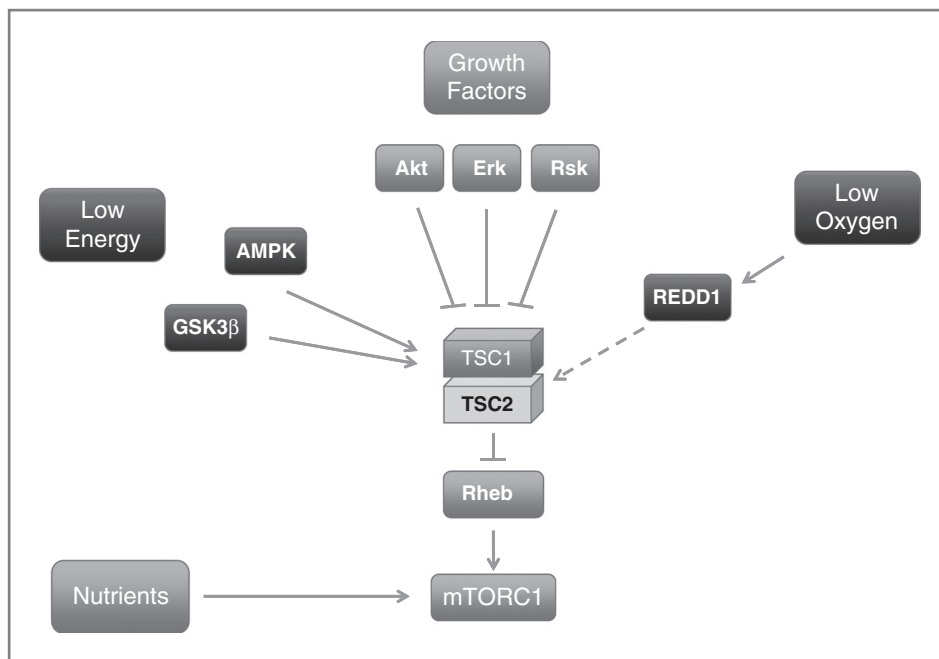 Growth
Factors
Akt
Erk
Rsk
Low
Energy
Low
Oxygen
AMPK
REDD1
GSK3β
TSC1
TSC2
Rheb
Nutrients
mTORC1